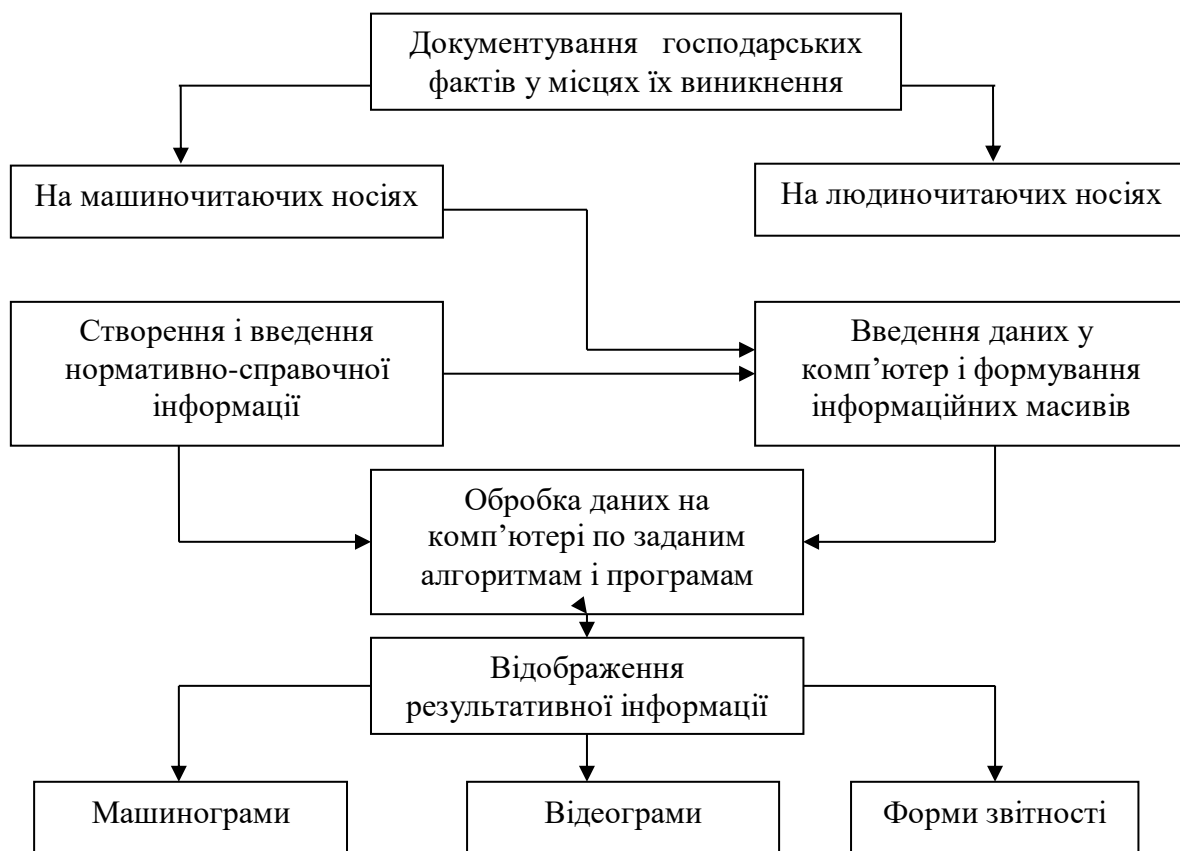 Документування господарських
фактів у місцях їх виникнення
На машиночитаючих носіях
На людиночитаючих носіях
Створення і введення
нормативно-справочної
інформації
Введення даних у
комп’ютер і формування
інформаційних масивів
Обробка даних на
комп’ютері по заданим
алгоритмам і програмам
Відображення
результативної інформації
Машинограми
Відеограми
Форми звітності